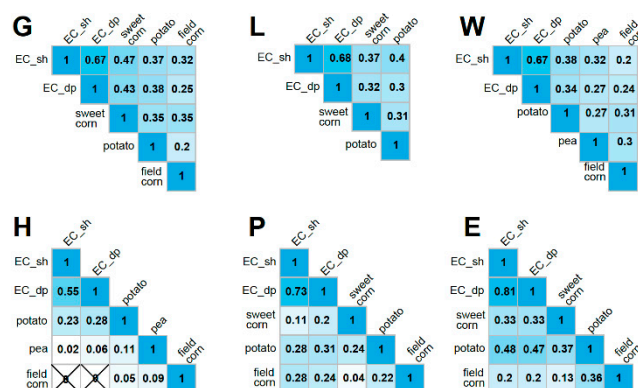 G L W
EC_sh EC_dp sweet corn potato field corn
EC_sh 1 0.67 0.47 0.37 0.32
EC_dp 1 0.43 0.38 0.25
sweet corn 1 0.35 0.35
potato 1 0.2
field corn 1
EC_sh EC_dp sweet corn potato
EC_sh 1 0.68 0.37 0.4
EC_dp 1 0.32 0.3
sweet corn 1 0.31
potato 1
EC_sh EC_dp potato pea field corn
EC_sh 1 0.67 0.38 0.32 0.2
EC_dp 1 0.34 0.27 0.24
potato 1 0.27 0.31
pea 1 0.3
field corn 1
H P E
EC_sh EC_dp potato pea field corn
EC_sh 1
EC_dp 0.55 1
potato 0.23 0.28 1
pea 0.02 0.06 0.11 1
field corn 0.05 0.09 1
EC_sh EC_dp sweet corn potato field corn
EC_sh 1
EC_dp 0.73 1
sweet corn 0.11 0.2 1
potato 0.28 0.31 0.24 1
field corn 0.28 0.24 0.04 0.22 1
EC_sh EC_dp sweet corn potato field corn
EC_sh 1
EC_dp 0.81 1
sweet corn 0.33 0.33 1
potato 0.48 0.47 0.37 1
field corn 0.2 0.2 0.13 0.36 1